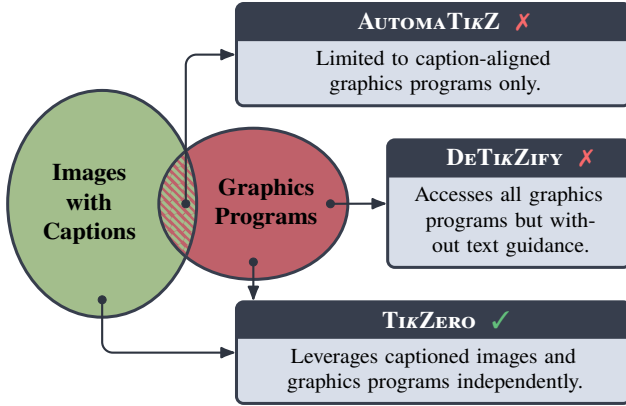 AUTOMATIKZ ✗
Limited to caption-aligned
graphics programs only.
Images
with
Captions
Graphics
Programs
DETIKZIFY ✗
Accesses all graphics
programs but with-
out text guidance.
TIKZERO ✓
Leverages captioned images and
graphics programs independently.